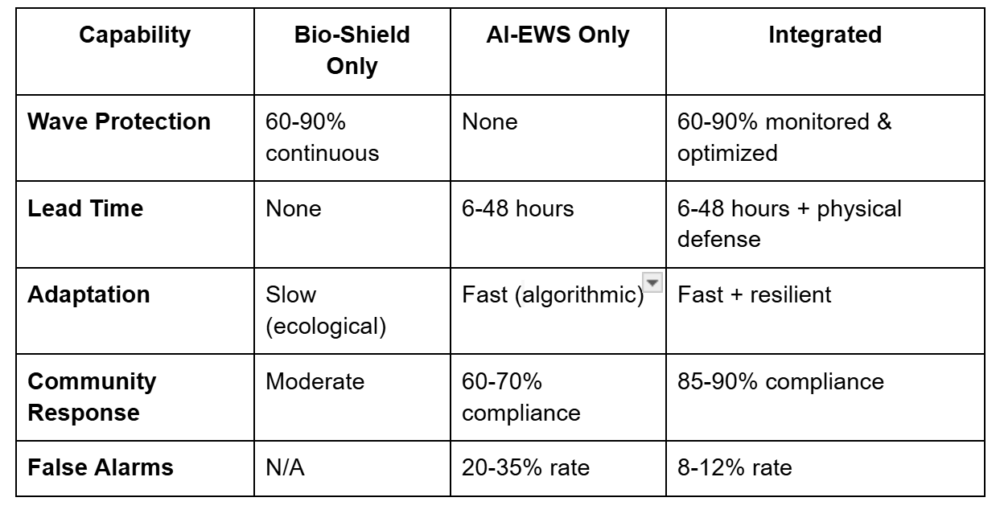 Capability
Bio-Shield
Only
AI-EWS Only
Integrated
Wave Protection
60-90%
continuous
None
60-90% monitored &
optimized
Lead Time
None
6-48 hours
6-48 hours + physical
defense
Adaptation
Slow
(ecological)
Fast (algorithmic)
Fast + resilient
Community
Response
Moderate
60-70%
compliance
85-90% compliance
False Alarms
N/A
20-35% rate
8-12% rate